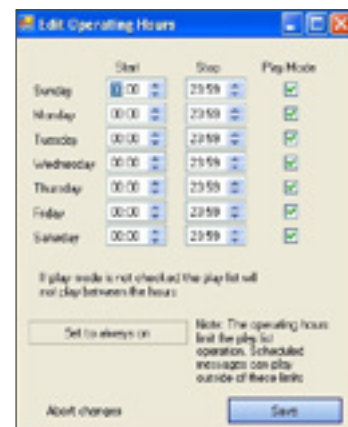 Edit Operating Hours
Start Stop Play Mode
Sunday 00:00 23:59
Monday 00:00 23:59
Tuesday 00:00 23:59
Wednesday 00:00 23:59
Thursday 00:00 23:59
Friday 00:00 23:59
Saturday 00:00 23:59
If play mode is not checked the play list will
not play between the hours
Set to always on
Note: The operating hours
limit the play list
operation. Scheduled
messages can play
outside of these limits
Abort changes Save